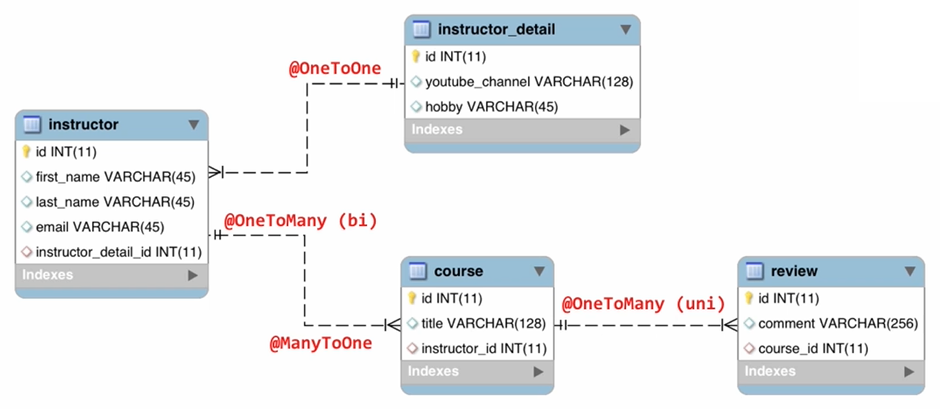 instructor_detail
id INT(11)
youtube_channel VARCHAR(128)
hobby VARCHAR(45)
Indexes
@OneToOne
instructor
id INT(11)
first_name VARCHAR(45)
last_name VARCHAR(45)
email VARCHAR(45)
instructor_detail_id INT(11)
Indexes
@OneToMany (bi)
@ManyToOne
course
id INT(11)
title VARCHAR(128)
instructor_id INT(11)
Indexes
@OneToMany (uni)
review
id INT(11)
comment VARCHAR(256)
course_id INT(11)
Indexes